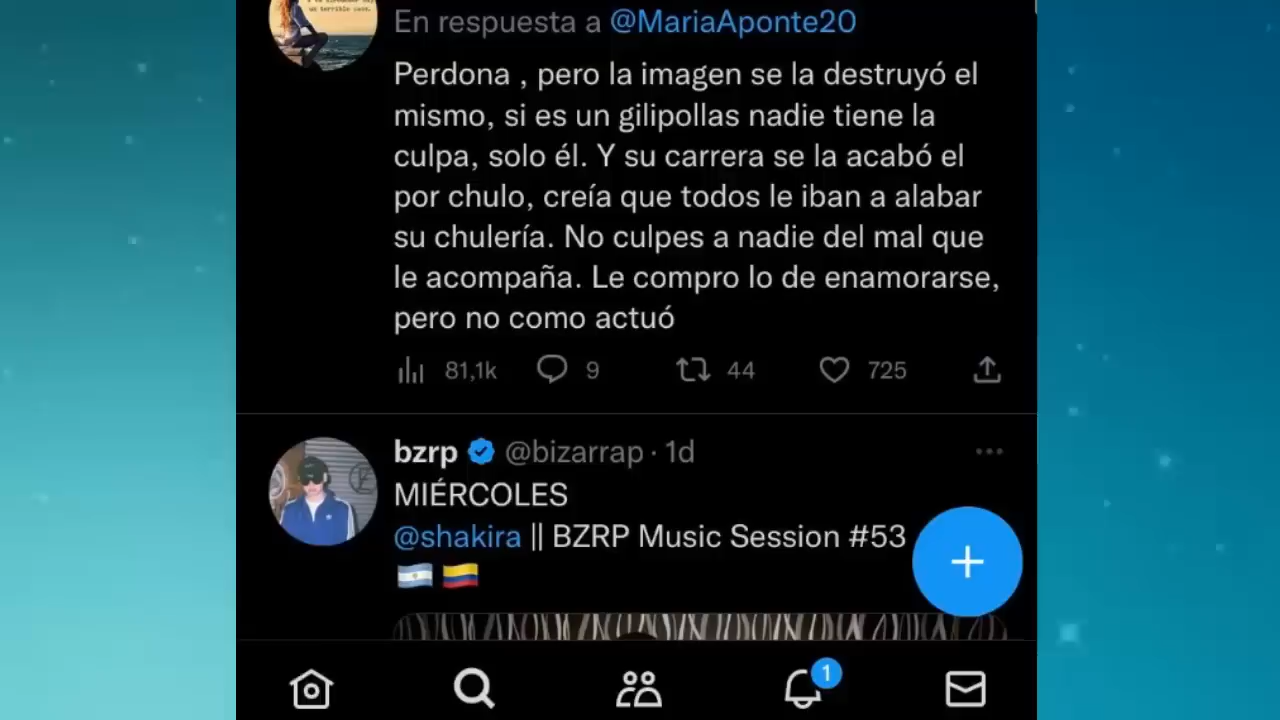 un terrible caos.
En respuesta a @MariaAponte20
Perdona , pero la imagen se la destruyó el
mismo, si es un gilipollas nadie tiene la
culpa, solo él. Y su carrera se la acabó el
por chulo, creía que todos le iban a alabar
su chulería. No culpes a nadie del mal que
le acompaña. Le compro lo de enamorarse,
pero no como actuó
81,1k 9 44 725
bzrp @bizarrap · 1d
MIÉRCOLES
@shakira || BZRP Music Session #53
1